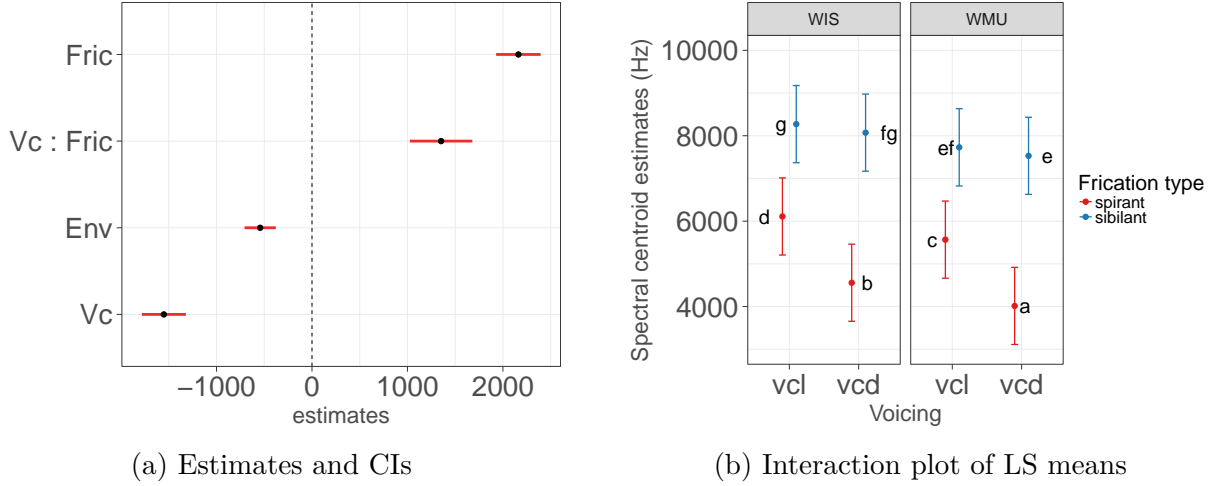 Fric
Vc : Fric
Env
Vc
−1000 0 1000 2000
estimates
(a) Estimates and CIs
WIS WMU
Spectral centroid estimates (Hz)
10000
8000
6000
4000
g fg ef e
d b c a
vcl vcd vcl vcd
Voicing
Frication type
spirant
sibilant
(b) Interaction plot of LS means